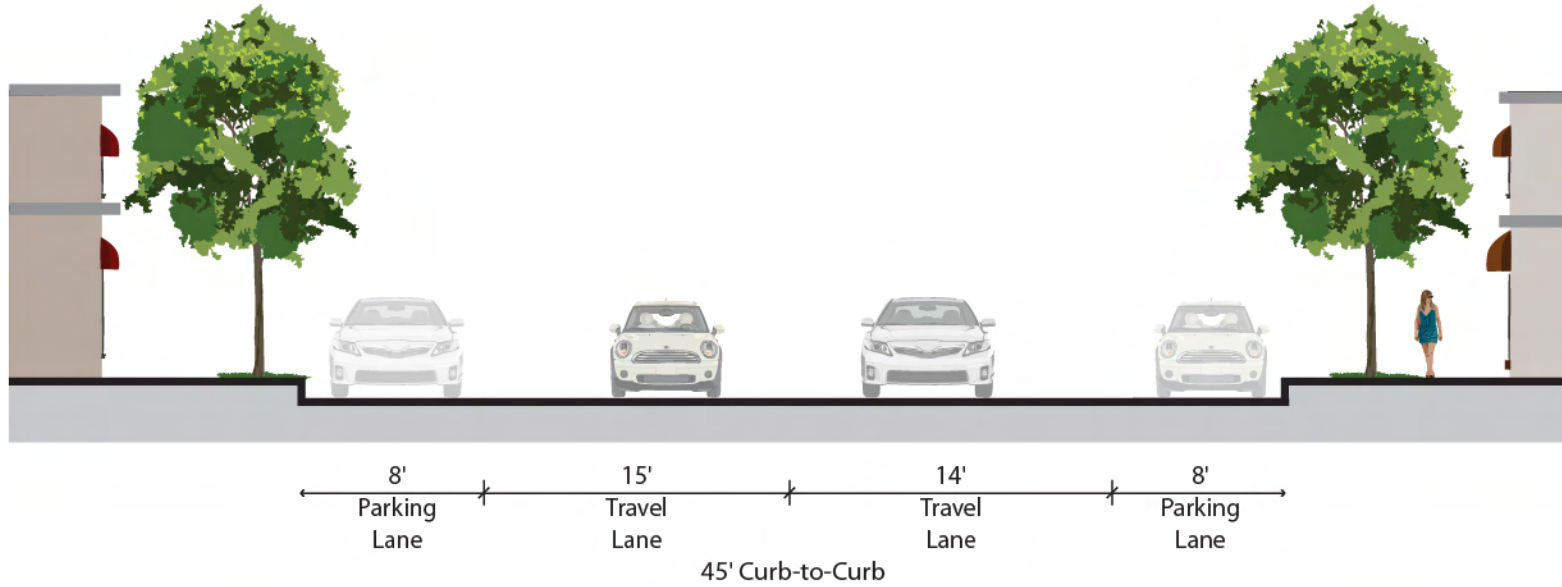 8'
Parking
Lane
15'
Travel
Lane
14'
Travel
Lane
8'
Parking
Lane
45' Curb-to-Curb